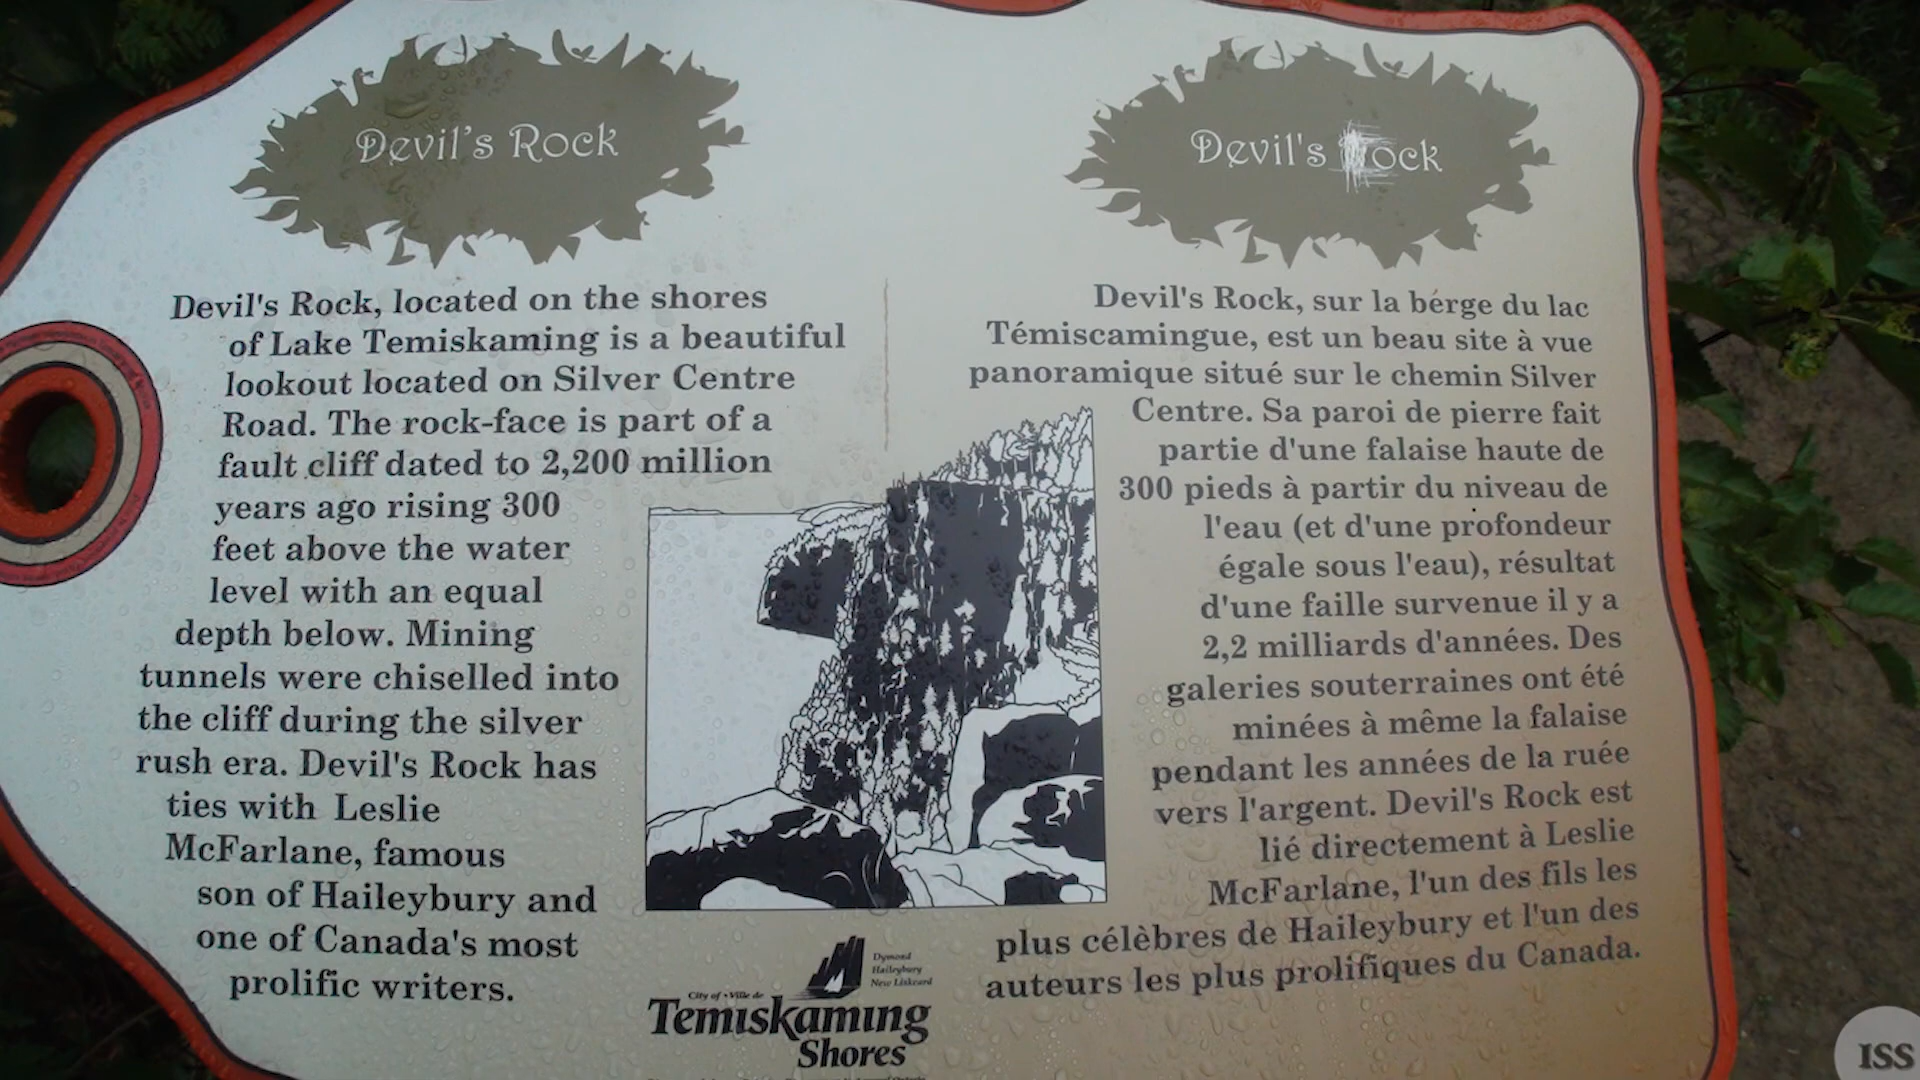 Devil's Rock
Devil's Rock, located on the shores
of Lake Temiskaming is a beautiful
lookout located on Silver Centre
Road. The rock-face is part of a
fault cliff dated to 2,200 million
years ago rising 300
feet above the water
level with an equal
depth below. Mining
tunnels were chiselled into
the cliff during the silver
rush era. Devil's Rock has
ties with Leslie
McFarlane, famous
son of Haileybury and
one of Canada's most
prolific writers.
Devil's ock
Devil's Rock, sur la berge du lac
Témiscamingue, est un beau site à vue
panoramique situé sur le chemin Silver
Centre. Sa paroi de pierre fait
partie d'une falaise haute de
300 pieds à partir du niveau de
l'eau (et d'une profondeur
égale sous l'eau), résultat
d'une faille survenue il y a
2,2 milliards d'années. Des
galeries souterraines ont été
minées à même la falaise
pendant les années de la ruée
vers l'argent. Devil's Rock est
lié directement à Leslie
McFarlane, l'un des fils les
plus célèbres de Haileybury et l'un des
auteurs les plus prolifiques du Canada.
Dymond
Haileybury
New Liskeard
City of • Ville de
Temiskaming
Shores
ISS